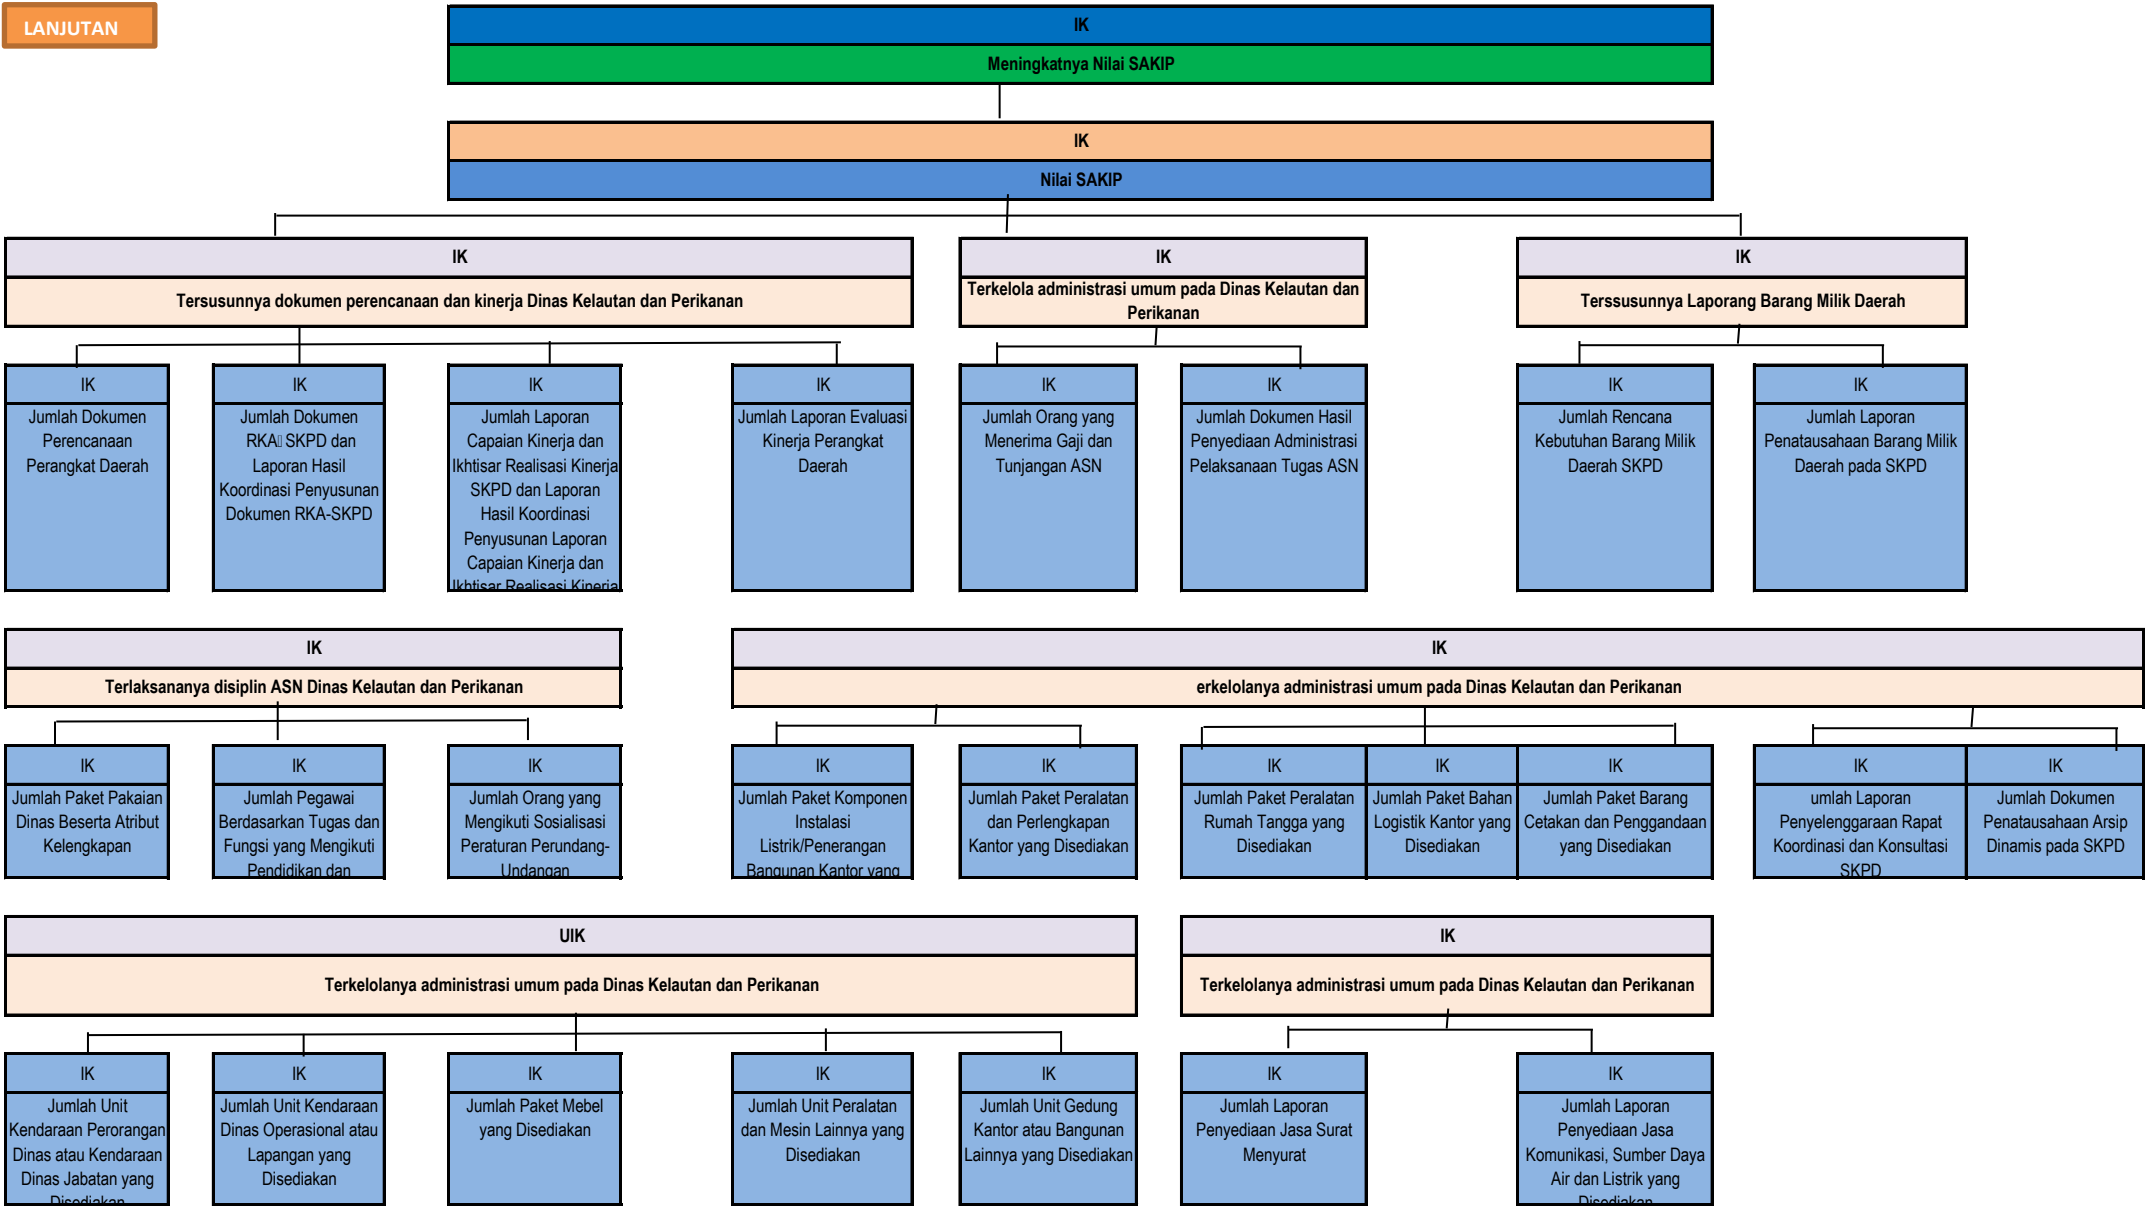 LANJUTAN
IK
Meningkatnya Nilai SAKIP
IK
Nilai SAKIP
IK
Tersusunnya dokumen perencanaan dan kinerja Dinas Kelautan dan Perikanan
IK
Terkelola administrasi umum pada Dinas Kelautan dan
Perikanan
IK
Terssusunnya Laporang Barang Milik Daerah
IK
Jumlah Dokumen
Perencanaan
Perangkat Daerah
IK
Jumlah Dokumen
RKA SKPD dan
Laporan Hasil
Koordinasi Penyusunan
Dokumen RKA-SKPD
IK
Jumlah Laporan
Capaian Kinerja dan
Ikhtisar Realisasi Kinerja
SKPD dan Laporan
Hasil Koordinasi
Penyusunan Laporan
Capaian Kinerja dan
Ikhtisar Realisasi Kinerja
IK
Jumlah Laporan Evaluasi
Kinerja Perangkat
Daerah
IK
Jumlah Orang yang
Menerima Gaji dan
Tunjangan ASN
IK
Jumlah Dokumen Hasil
Penyediaan Administrasi
Pelaksanaan Tugas ASN
IK
Jumlah Rencana
Kebutuhan Barang Milik
Daerah SKPD
IK
Jumlah Laporan
Penatausahaan Barang Milik
Daerah pada SKPD
IK
Terlaksananya disiplin ASN Dinas Kelautan dan Perikanan
IK
erkelolanya administrasi umum pada Dinas Kelautan dan Perikanan
IK
Jumlah Paket Pakaian
Dinas Beserta Atribut
Kelengkapan
IK
Jumlah Pegawai
Berdasarkan Tugas dan
Fungsi yang Mengikuti
Pendidikan dan
IK
Jumlah Orang yang
Mengikuti Sosialisasi
Peraturan Perundang-
Undangan
IK
Jumlah Paket Komponen
Instalasi
Listrik/Penerangan
Bangunan Kantor yang
IK
Jumlah Paket Peralatan
dan Perlengkapan
Kantor yang Disediakan
IK
Jumlah Paket Peralatan
Rumah Tangga yang
Disediakan
IK
Jumlah Paket Bahan
Logistik Kantor yang
Disediakan
IK
Jumlah Paket Barang
Cetakan dan Penggandaan
yang Disediakan
IK
umlah Laporan
Penyelenggaraan Rapat
Koordinasi dan Konsultasi
SKPD
IK
Jumlah Dokumen
Penatausahaan Arsip
Dinamis pada SKPD
UIK
Terkelolanya administrasi umum pada Dinas Kelautan dan Perikanan
IK
Terkelolanya administrasi umum pada Dinas Kelautan dan Perikanan
IK
Jumlah Unit
Kendaraan Perorangan
Dinas atau Kendaraan
Dinas Jabatan yang
Disediakan
IK
Jumlah Unit Kendaraan
Dinas Operasional atau
Lapangan yang
Disediakan
IK
Jumlah Paket Mebel
yang Disediakan
IK
Jumlah Unit Peralatan
dan Mesin Lainnya yang
Disediakan
IK
Jumlah Unit Gedung
Kantor atau Bangunan
Lainnya yang Disediakan
IK
Jumlah Laporan
Penyediaan Jasa Surat
Menyurat
IK
Jumlah Laporan
Penyediaan Jasa
Komunikasi, Sumber Daya
Air dan Listrik yang
Disediakan